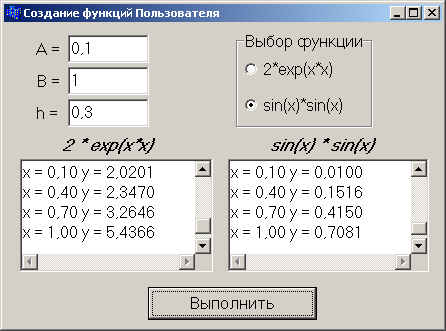 Создание функций Пользователя
A = 0,1
B = 1
h = 0,3
Выбор функции
2*exp(x*x)
sin(x)*sin(x)
2 * exp(x*x)
x = 0,10 y = 2,0201
x = 0,40 y = 2,3470
x = 0,70 y = 3,2646
x = 1,00 y = 5,4366
sin(x) * sin(x)
x = 0,10 y = 0,0100
x = 0,40 y = 0,1516
x = 0,70 y = 0,4150
x = 1,00 y = 0,7081
Выполнить